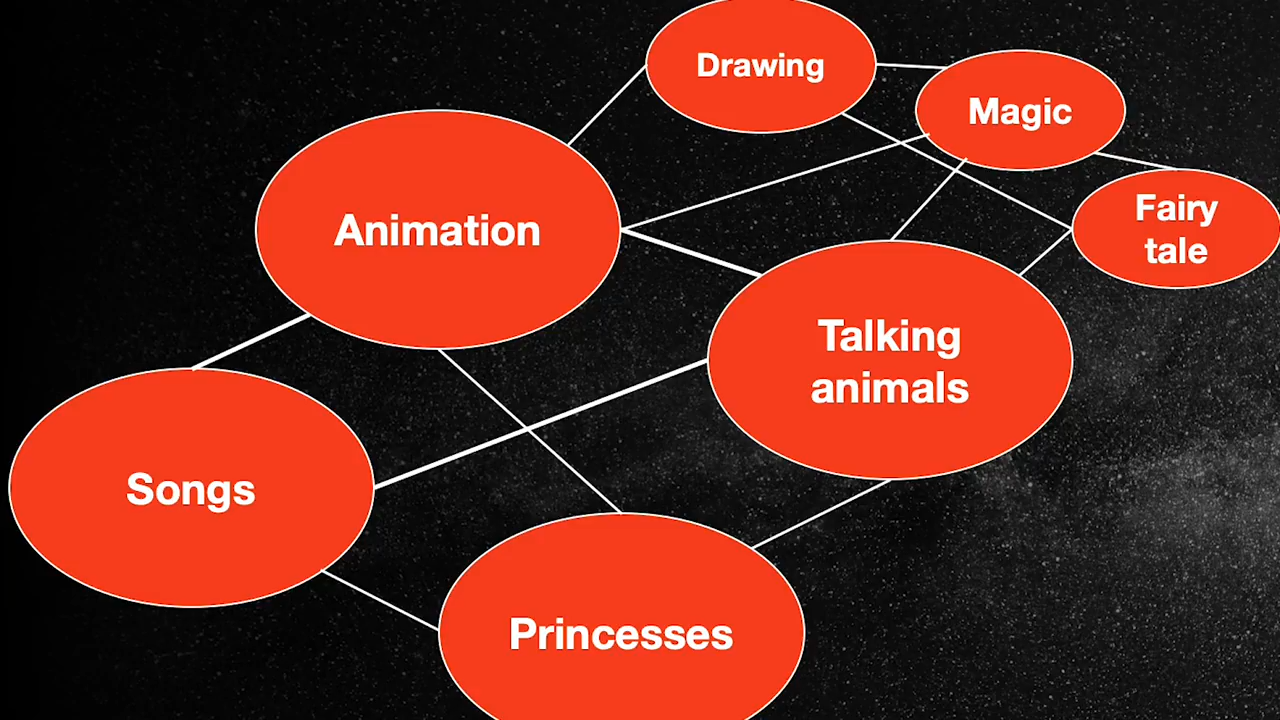 Drawing
Magic
Fairy
tale
Animation
Talking
animals
Songs
Princesses